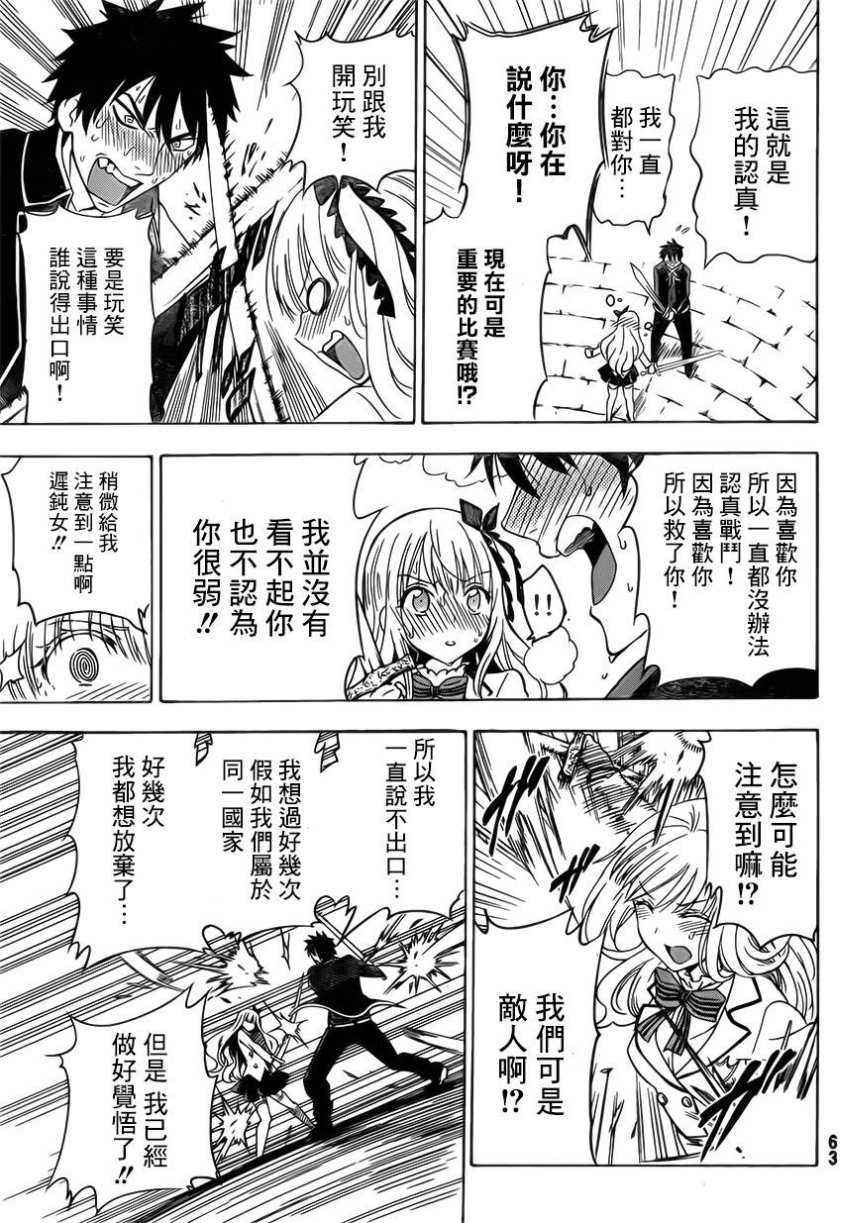 這就是
我的認真！
我一直
都對你…
你…你在
說什麼呀！
現在可是
重要的比賽哦!?
別跟我
開玩笑！
要是玩笑
這種事情
誰說得出口啊！
因為喜歡你
所以一直都沒辦法
認真戰鬥！
因為喜歡你
所以救了你！
!!
我並沒有
看不起你
也不認為
你很弱!!
稍微給我
注意到一點啊
遲鈍女!!
怎麼可能
注意到嘛!?
我們可是
敵人啊!?
所以我
一直說不出口…
我想過好幾次
假如我們屬於
同一國家
好幾次
我都想放棄了…
但是 我已經
做好覺悟了!!
63